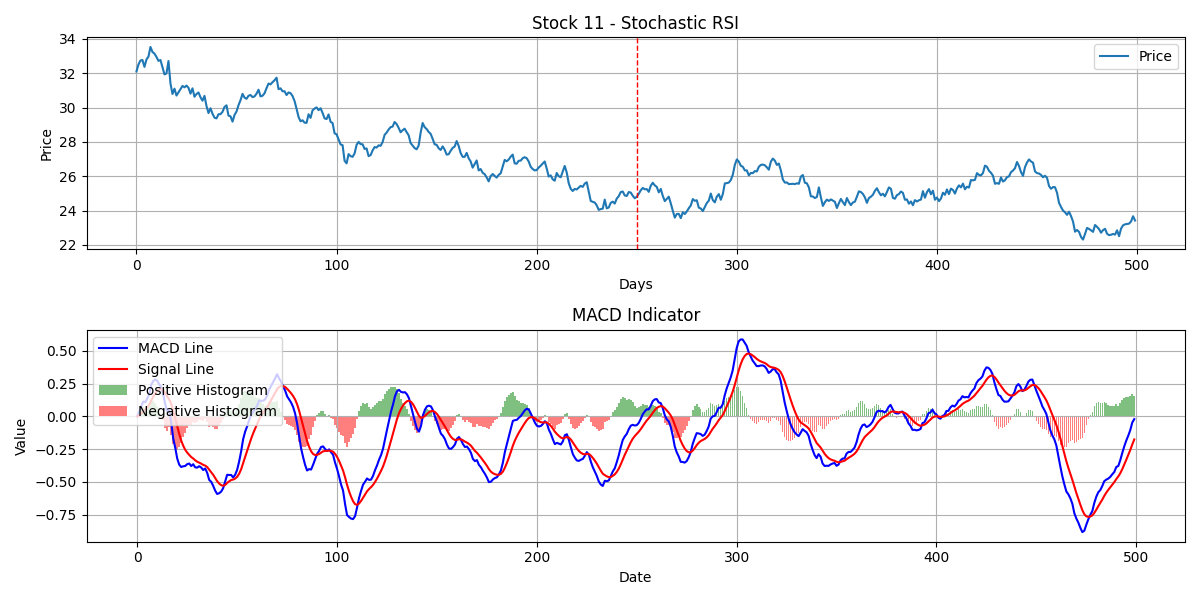 Stock 11 - Stochastic RSI
34
32
30
28
26
24
22
Price
Price
0 100 200 300 400 500
Days
MACD Indicator
0.50
0.25
0.00
−0.25
−0.50
−0.75
Value
MACD Line
Signal Line
Positive Histogram
Negative Histogram
0 100 200 300 400 500
Date